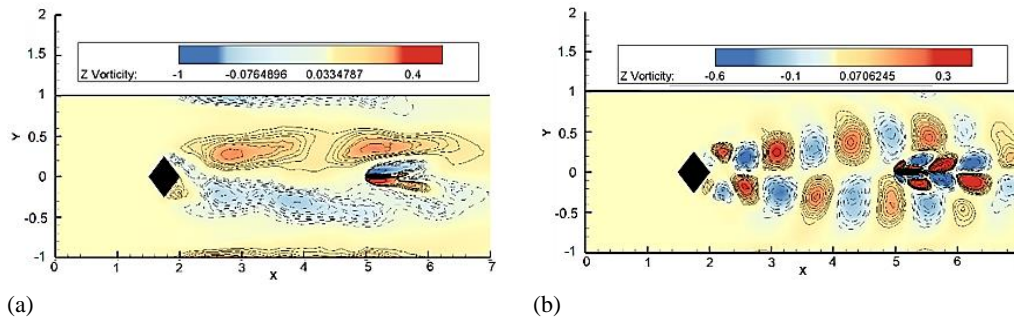 2
1.5
Z Vorticity: -1 -0.0764896 0.0334787 0.4
1
0.5
Y
0
-0.5
-1
0 1 2 3 4 5 6 7
X
(a)
2
1.5
Z Vorticity: -0.6 -0.1 0.0706245 0.3
1
0.5
Y
0
-0.5
-1
0 1 2 3 4 5 6
X
(b)